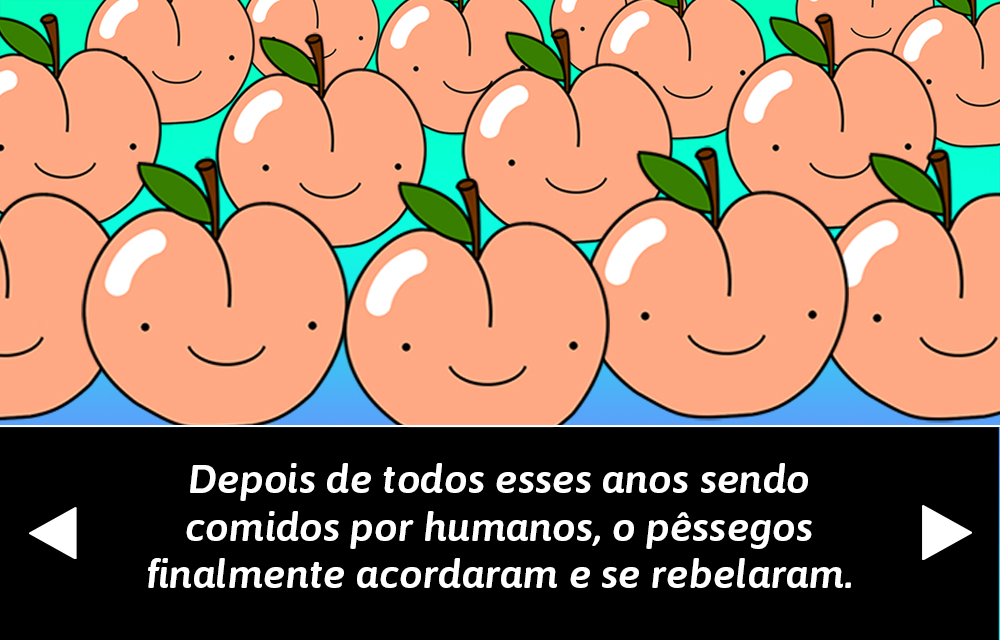 Depois de todos esses anos sendo
comidos por humanos, o pêssegos
finalmente acordaram e se rebelaram.